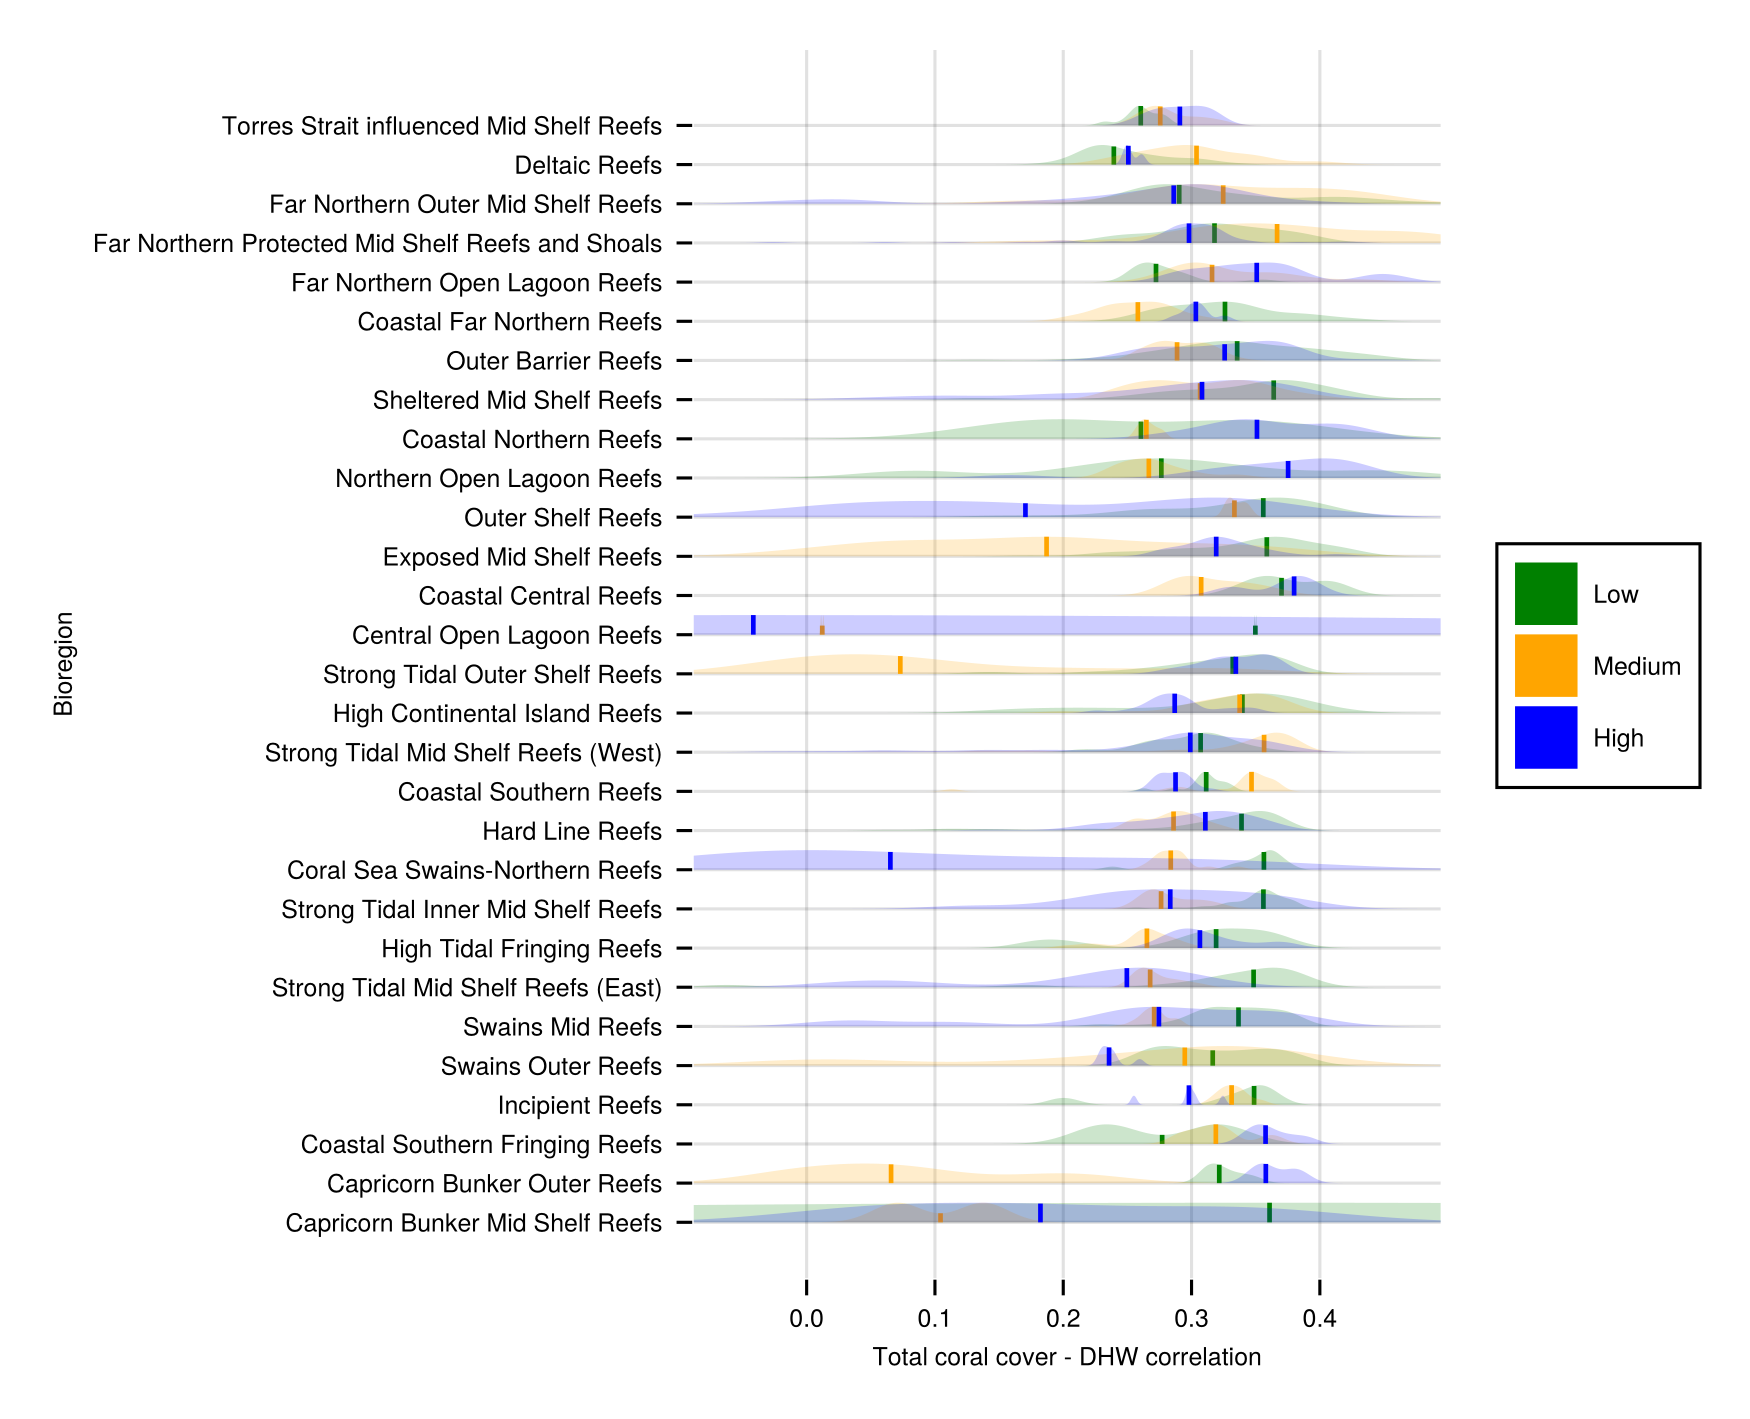 Torres Strait influenced Mid Shelf Reefs
Deltaic Reefs
Far Northern Outer Mid Shelf Reefs
Far Northern Protected Mid Shelf Reefs and Shoals
Far Northern Open Lagoon Reefs
Coastal Far Northern Reefs
Outer Barrier Reefs
Sheltered Mid Shelf Reefs
Coastal Northern Reefs
Northern Open Lagoon Reefs
Outer Shelf Reefs
Exposed Mid Shelf Reefs
Coastal Central Reefs
Central Open Lagoon Reefs
Strong Tidal Outer Shelf Reefs
High Continental Island Reefs
Strong Tidal Mid Shelf Reefs (West)
Coastal Southern Reefs
Hard Line Reefs
Coral Sea Swains-Northern Reefs
Strong Tidal Inner Mid Shelf Reefs
High Tidal Fringing Reefs
Strong Tidal Mid Shelf Reefs (East)
Swains Mid Reefs
Swains Outer Reefs
Incipient Reefs
Coastal Southern Fringing Reefs
Capricorn Bunker Outer Reefs
Capricorn Bunker Mid Shelf Reefs
Bioregion
0.0 0.1 0.2 0.3 0.4
Total coral cover - DHW correlation
Low
Medium
High